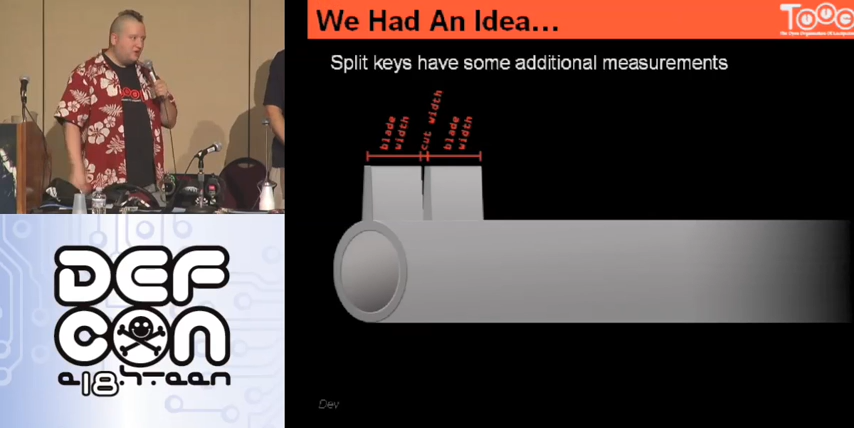 We Had An Idea...
TOOOL
Split keys have some additional measurements
blade width
cut width
blade width
Dev
DEF
CON
e18hteen